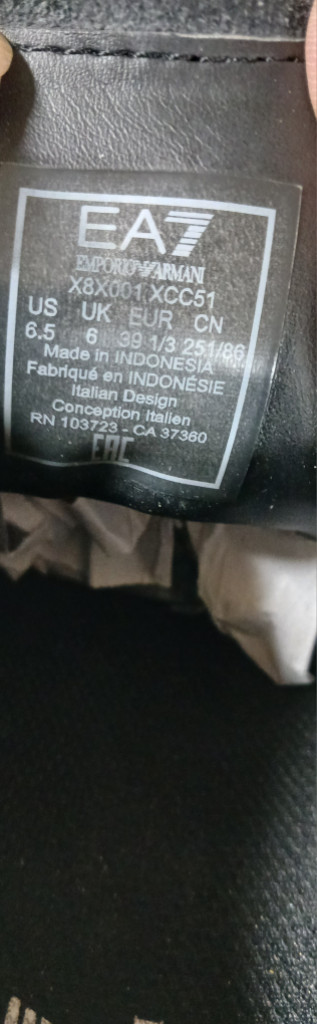 EA7
EMPORIO ARMANI
X8X001 XCC51
US UK EUR CN
6.5 6 39 1/3 251/86
Made in INDONESIA
Fabriqué en INDONÉSIE
Italian Design
Conception Italien
RN 103723 - CA 37360
EAC